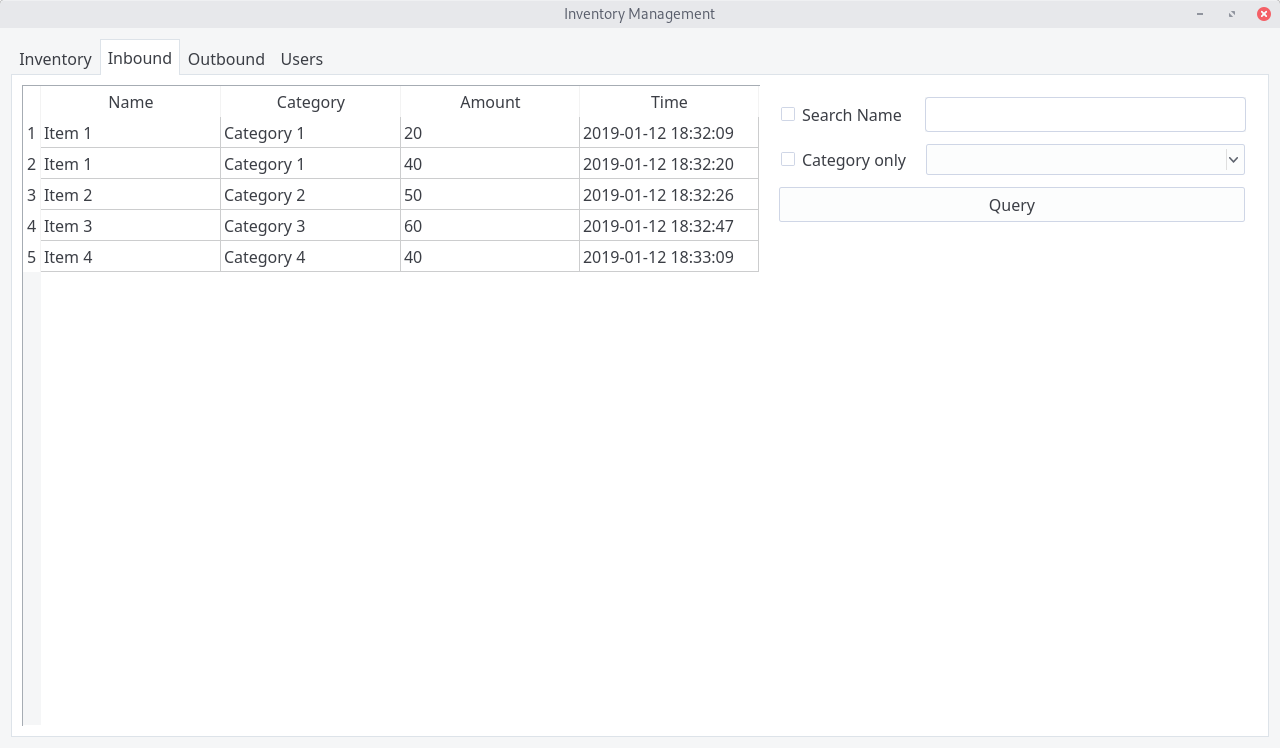 Inventory Management
Inventory Inbound Outbound Users
Name Category Amount Time
1 Item 1 Category 1 20 2019-01-12 18:32:09
2 Item 1 Category 1 40 2019-01-12 18:32:20
3 Item 2 Category 2 50 2019-01-12 18:32:26
4 Item 3 Category 3 60 2019-01-12 18:32:47
5 Item 4 Category 4 40 2019-01-12 18:33:09
Search Name
Category only
Query